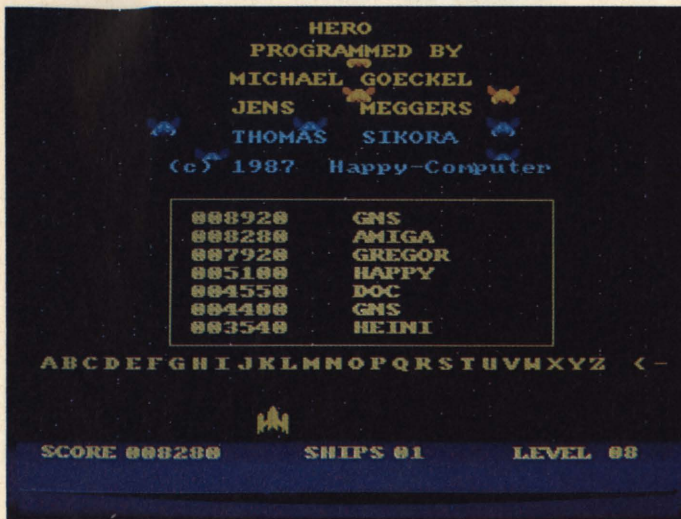 HERO
PROGRAMMED BY
MICHAEL GOECKEL
JENS MEGGERS
THOMAS SIKORA
(c) 1987 Happy-Computer
008920 GNS
008280 AMIGA
007920 GREGOR
005100 HAPPY
004550 DOC
004400 GNS
003540 HEINI
ABCDEFGHIJKLMNOPQRSTUVWXYZ <-
SCORE 008280 SHIPS 01 LEVEL 08